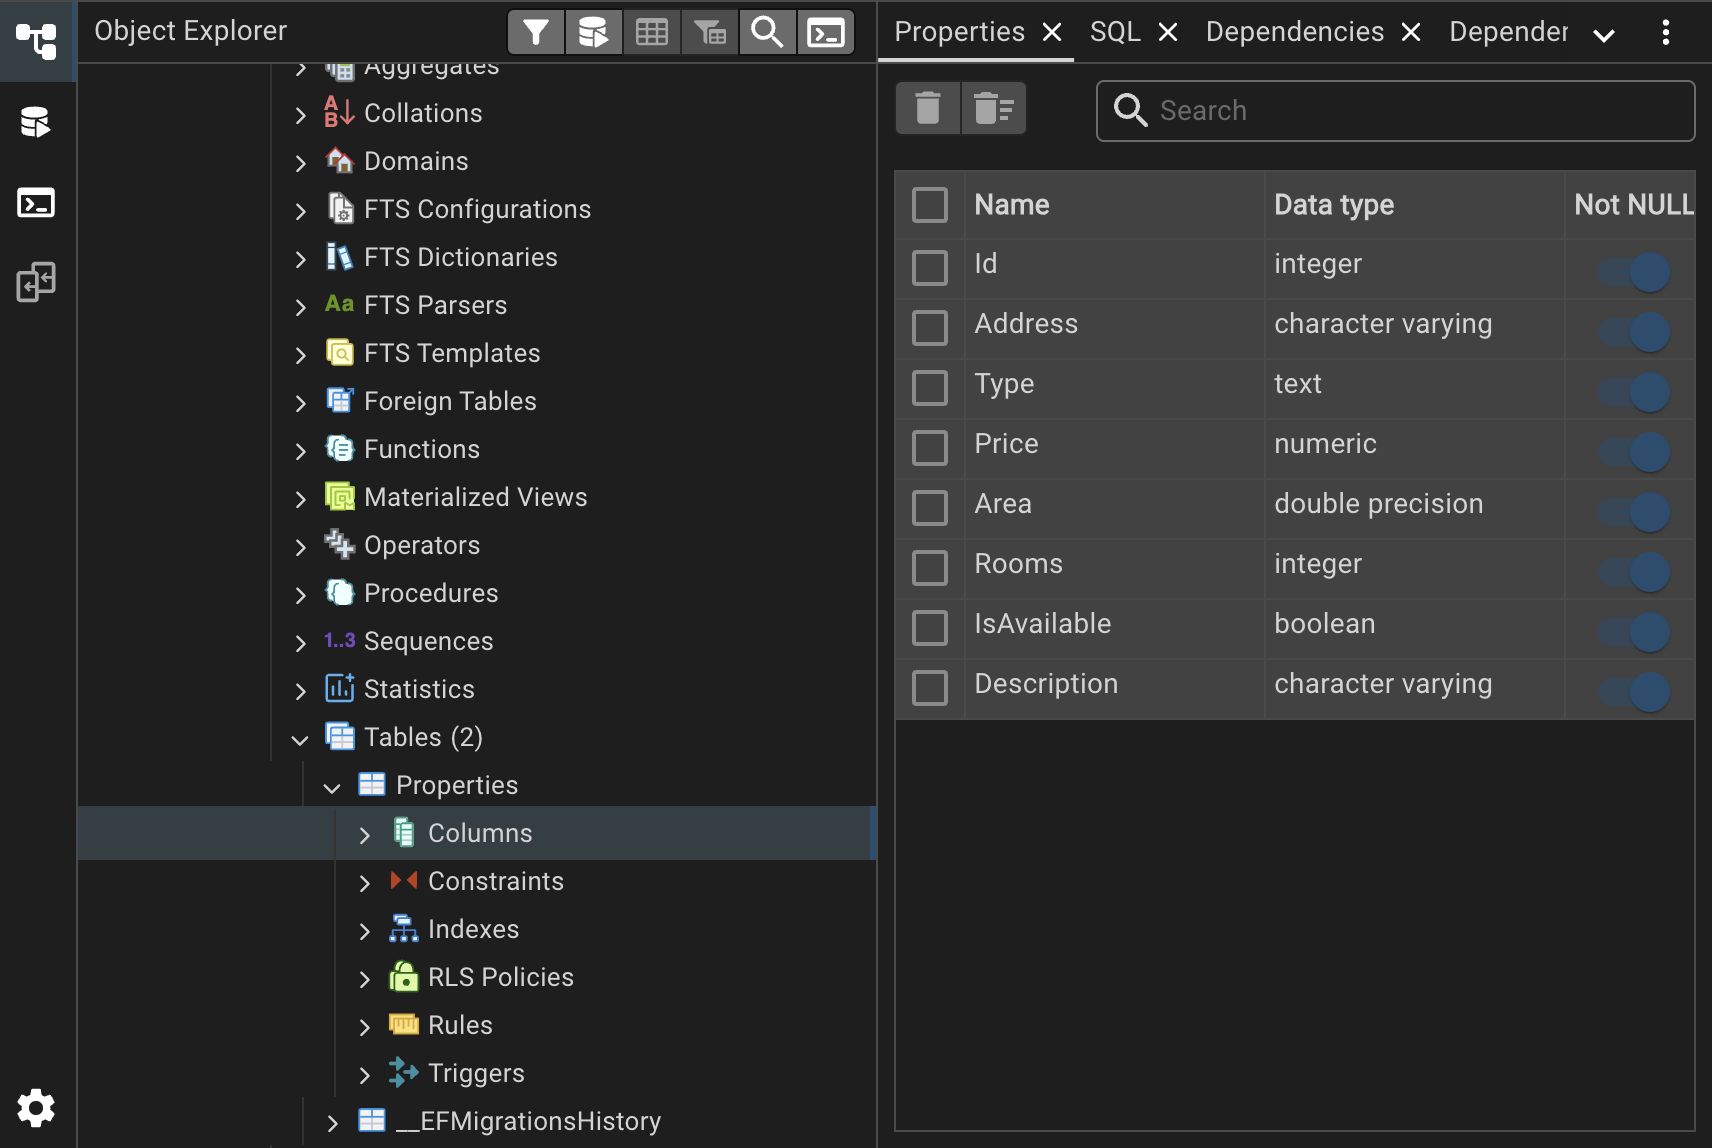 Object Explorer
Aggregates
Collations
Domains
FTS Configurations
FTS Dictionaries
Aa FTS Parsers
FTS Templates
Foreign Tables
Functions
Materialized Views
Operators
Procedures
1..3 Sequences
Statistics
Tables (2)
Properties
Columns
Constraints
Indexes
RLS Policies
Rules
Triggers
__EFMigrationsHistory
Properties SQL Dependencies Depender
Search
Name Data type Not NULL
Id integer
Address character varying
Type text
Price numeric
Area double precision
Rooms integer
IsAvailable boolean
Description character varying